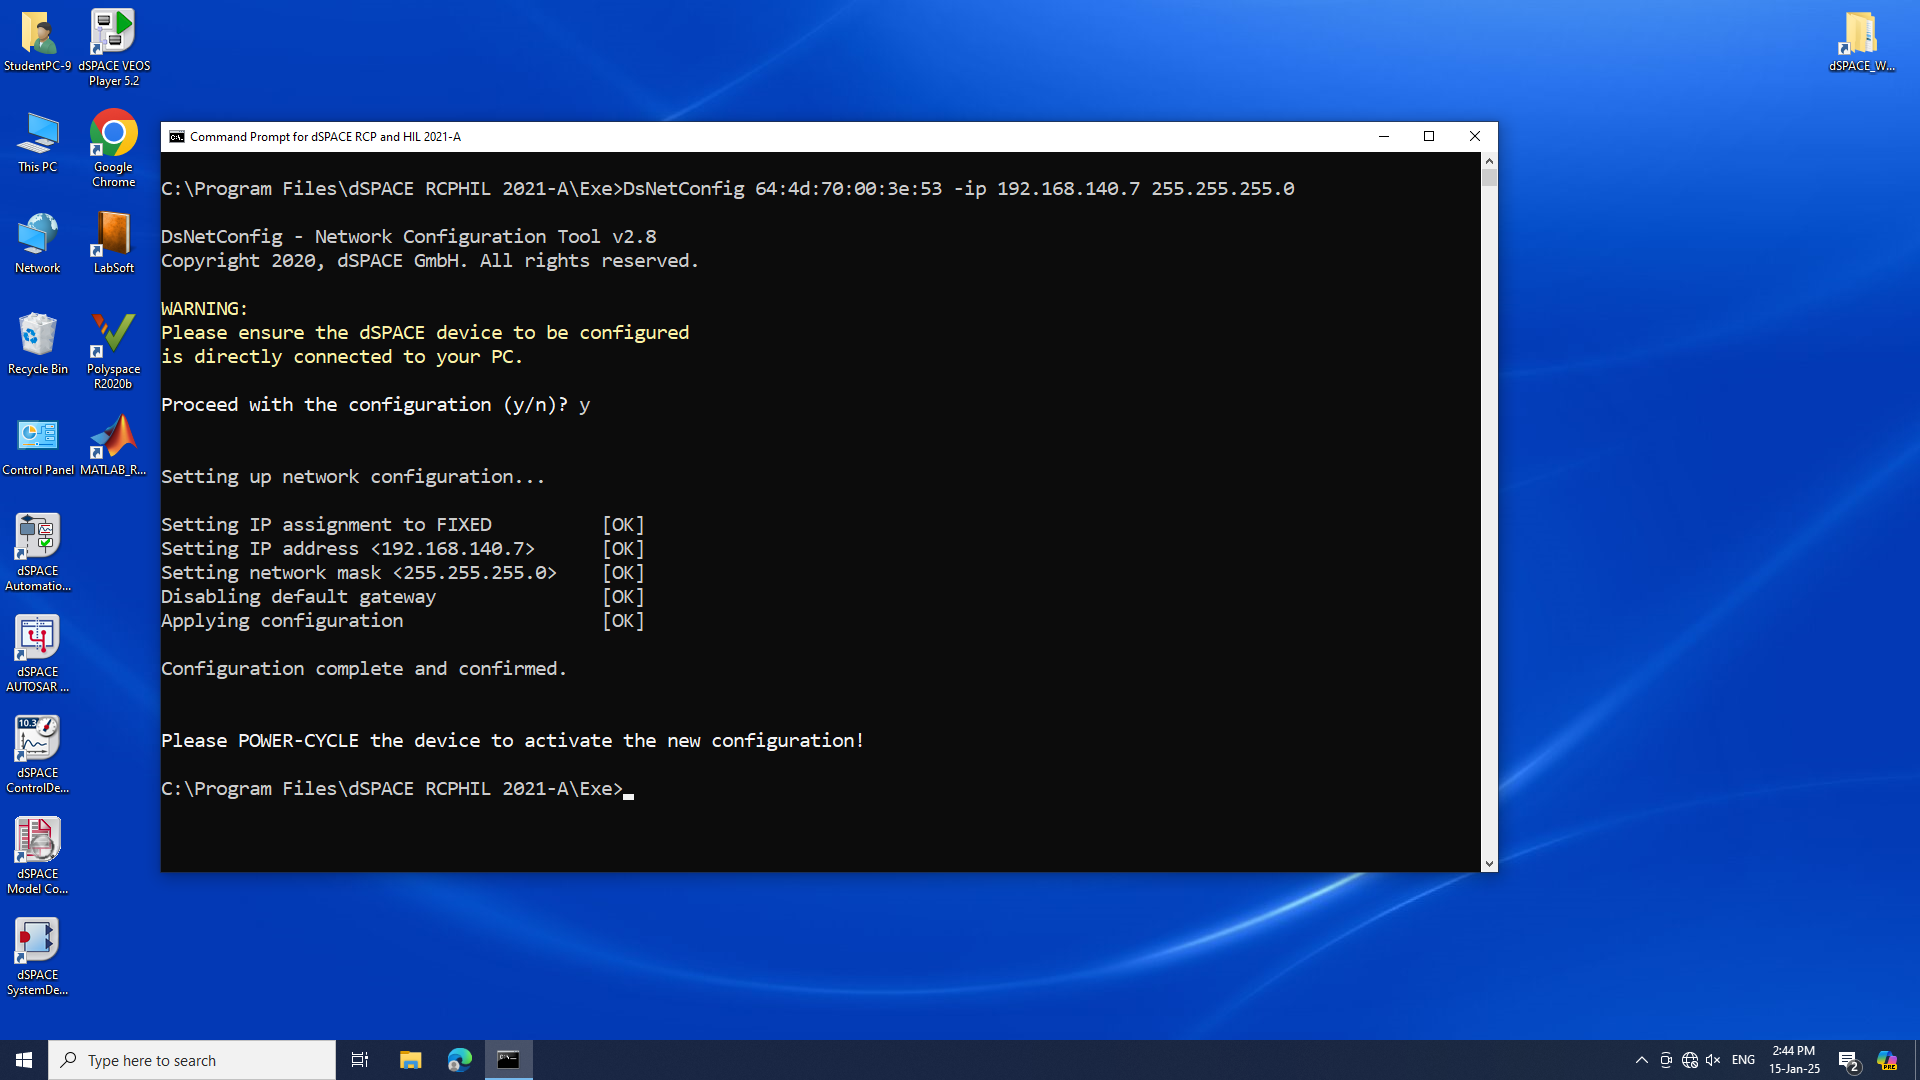 StudentPC-9
dSPACE VEOS
Player 5.2
dSPACE_W...
This PC
Google
Chrome
Network
LabSoft
Recycle Bin
Polyspace
R2020b
Control Panel
MATLAB_R...
dSPACE
Automatio...
dSPACE
AUTOSAR ...
10.3
dSPACE
ControlDe...
dSPACE
Model Co...
dSPACE
SystemDe...
Command Prompt for dSPACE RCP and HIL 2021-A
C:\Program Files\dSPACE RCPHIL 2021-A\Exe>DsNetConfig 64:4d:70:00:3e:53 -ip 192.168.140.7 255.255.255.0
DsNetConfig - Network Configuration Tool v2.8
Copyright 2020, dSPACE GmbH. All rights reserved.
WARNING:
Please ensure the dSPACE device to be configured
is directly connected to your PC.
Proceed with the configuration (y/n)? y
Setting up network configuration...
Setting IP assignment to FIXED [OK]
Setting IP address <192.168.140.7> [OK]
Setting network mask <255.255.255.0> [OK]
Disabling default gateway [OK]
Applying configuration [OK]
Configuration complete and confirmed.
Please POWER-CYCLE the device to activate the new configuration!
C:\Program Files\dSPACE RCPHIL 2021-A\Exe>
Type here to search
ENG
2:44 PM
15-Jan-25
2
PRE